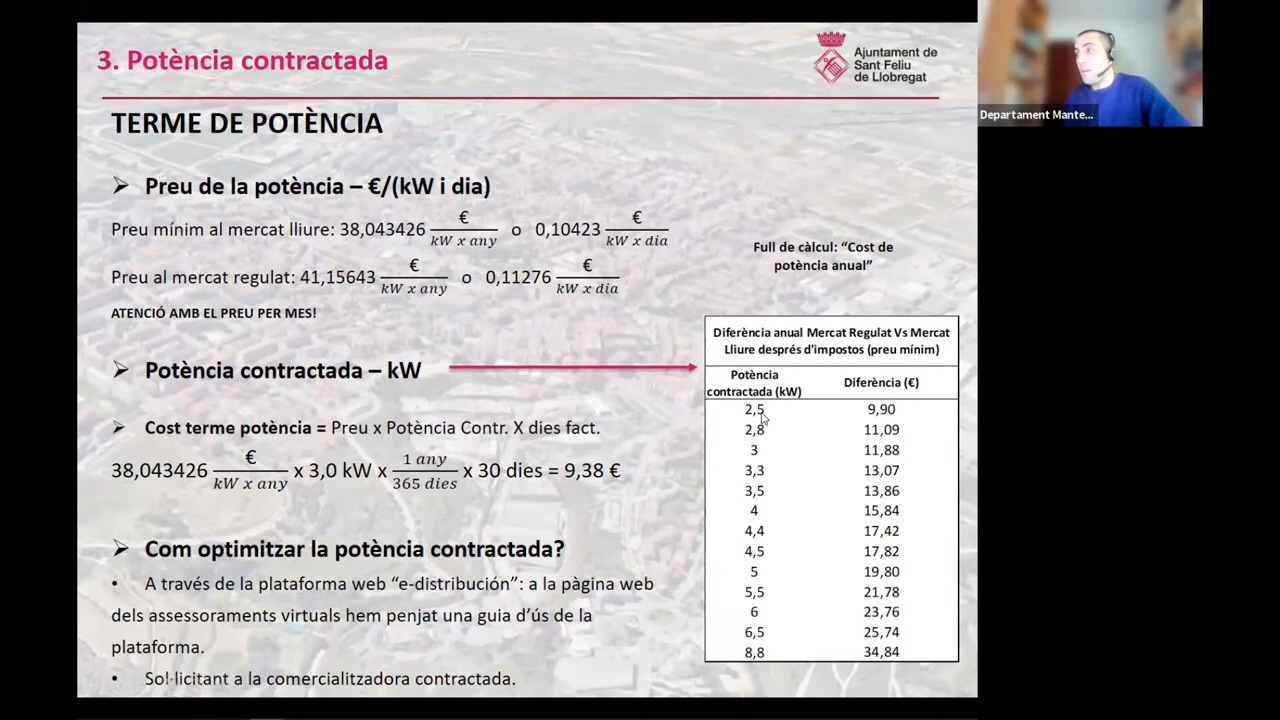 3. Potència contractada
Ajuntament de
Sant Feliu
de Llobregat
Departament Mante...
TERME DE POTÈNCIA
➢ Preu de la potència – €/(kW i dia)
Preu mínim al mercat lliure: 38,043426 €/(kW x any) o 0,10423 €/(kW x dia)
Preu al mercat regulat: 41,15643 €/(kW x any) o 0,11276 €/(kW x dia)
ATENCIÓ AMB EL PREU PER MES!
➢ Potència contractada – kW
➢ Cost terme potència = Preu x Potència Contr. X dies fact.
38,043426 €/(kW x any) x 3,0 kW x 1 any/365 dies x 30 dies = 9,38 €
➢ Com optimitzar la potència contractada?
• A través de la plataforma web “e-distribución”: a la pàgina web
dels assessoraments virtuals hem penjat una guia d’ús de la
plataforma.
• Sol·licitant a la comercialitzadora contractada.
Full de càlcul: “Cost de
potència anual”
Diferència anual Mercat Regulat Vs Mercat
Lliure després d'impostos (preu mínim)
Potència
contractada (kW) Diferència (€)
2,5 9,90
2,8 11,09
3 11,88
3,3 13,07
3,5 13,86
4 15,84
4,4 17,42
4,5 17,82
5 19,80
5,5 21,78
6 23,76
6,5 25,74
8,8 34,84